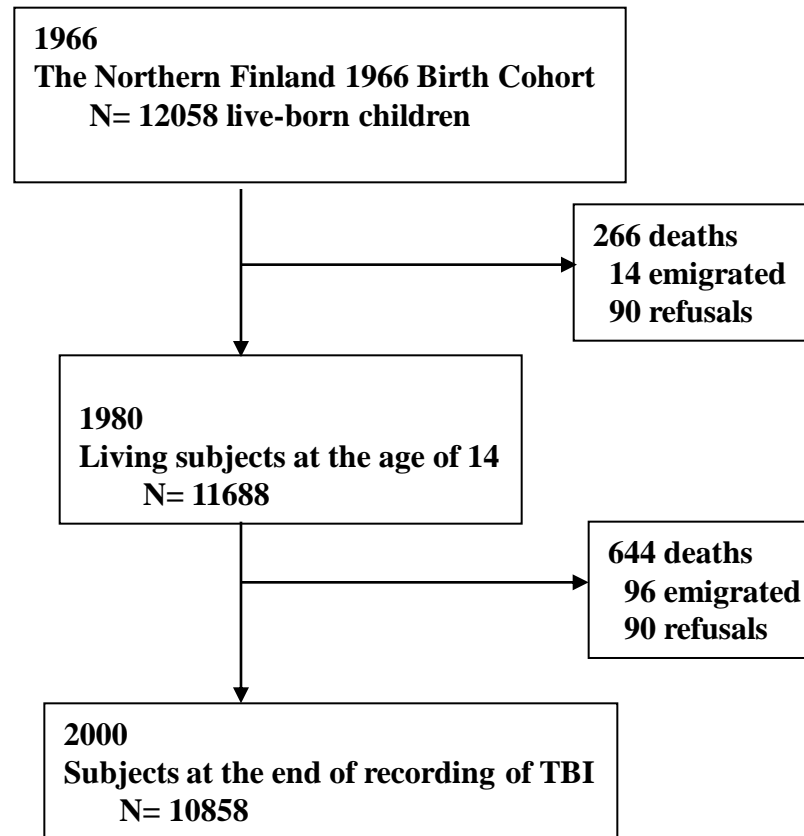 1966
The Northern Finland 1966 Birth Cohort
N= 12058 live-born children
266 deaths
14 emigrated
90 refusals
1980
Living subjects at the age of 14
N= 11688
644 deaths
96 emigrated
90 refusals
2000
Subjects at the end of recording of TBI
N= 10858